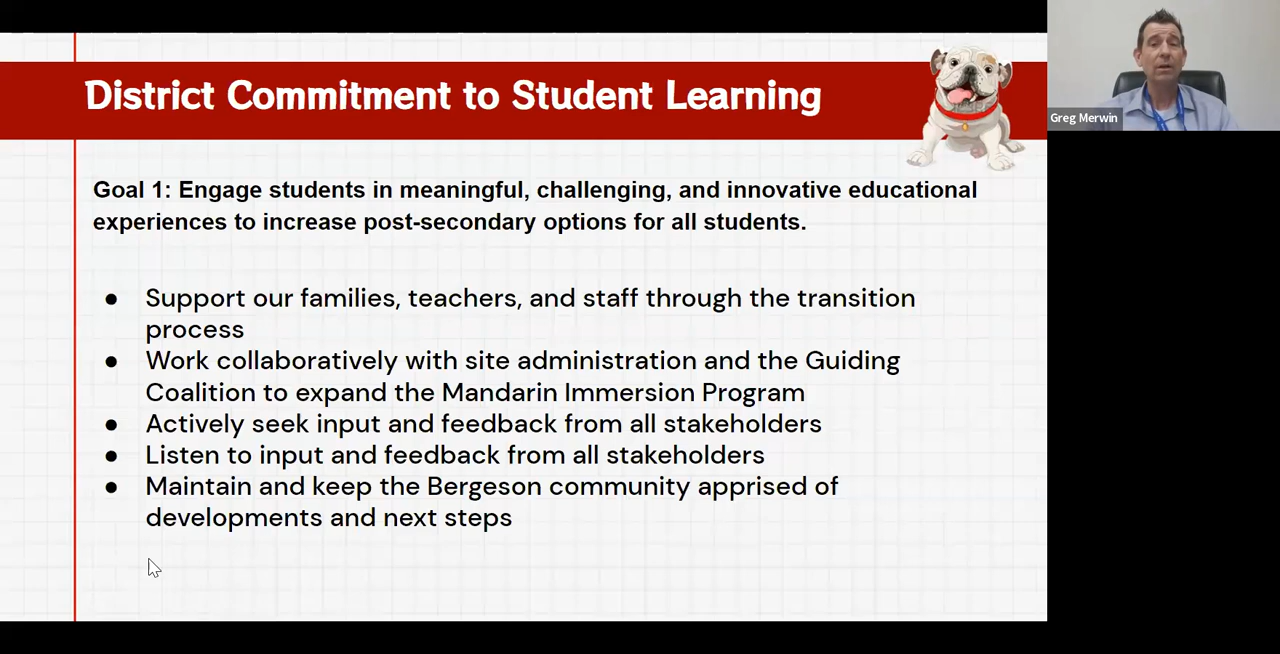 District Commitment to Student Learning
Greg Merwin
Goal 1: Engage students in meaningful, challenging, and innovative educational
experiences to increase post-secondary options for all students.
● Support our families, teachers, and staff through the transition
process
● Work collaboratively with site administration and the Guiding
Coalition to expand the Mandarin Immersion Program
● Actively seek input and feedback from all stakeholders
● Listen to input and feedback from all stakeholders
● Maintain and keep the Bergeson community apprised of
developments and next steps